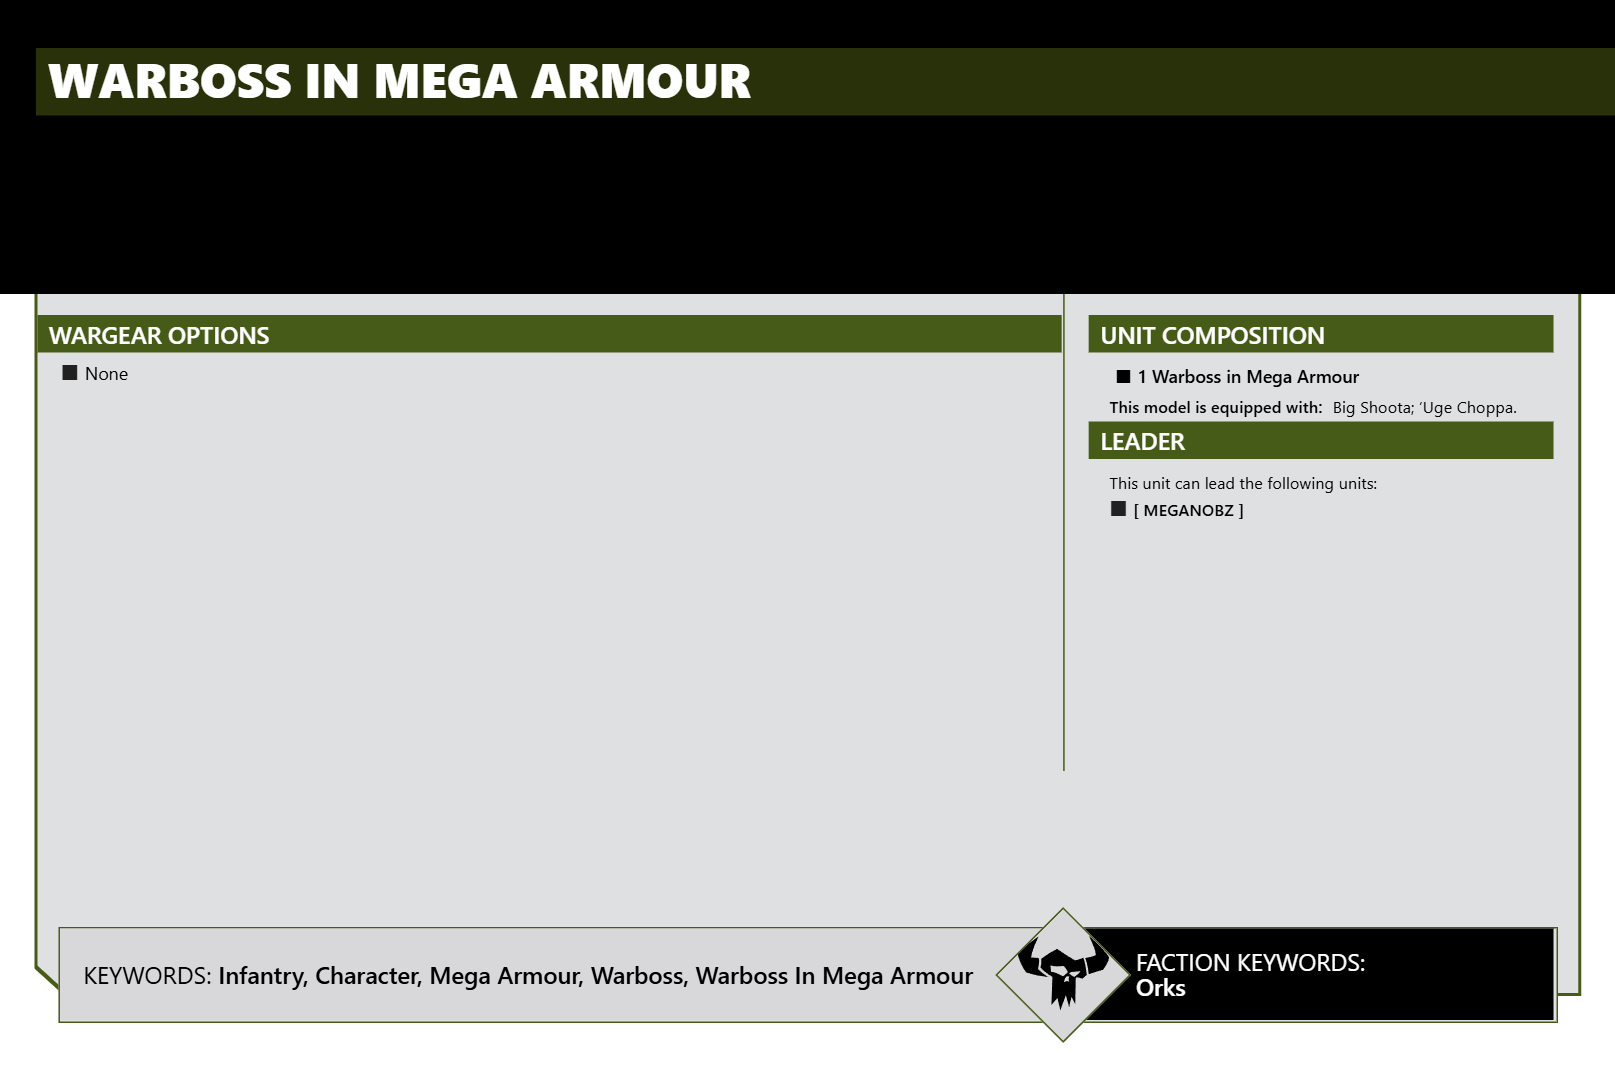 WARBOSS IN MEGA ARMOUR
WARGEAR OPTIONS
■ None
UNIT COMPOSITION
■ 1 Warboss in Mega Armour
This model is equipped with: Big Shoota; ‘Uge Choppa.
LEADER
This unit can lead the following units:
■ [ MEGANOBZ ]
KEYWORDS: Infantry, Character, Mega Armour, Warboss, Warboss In Mega Armour
FACTION KEYWORDS:
Orks